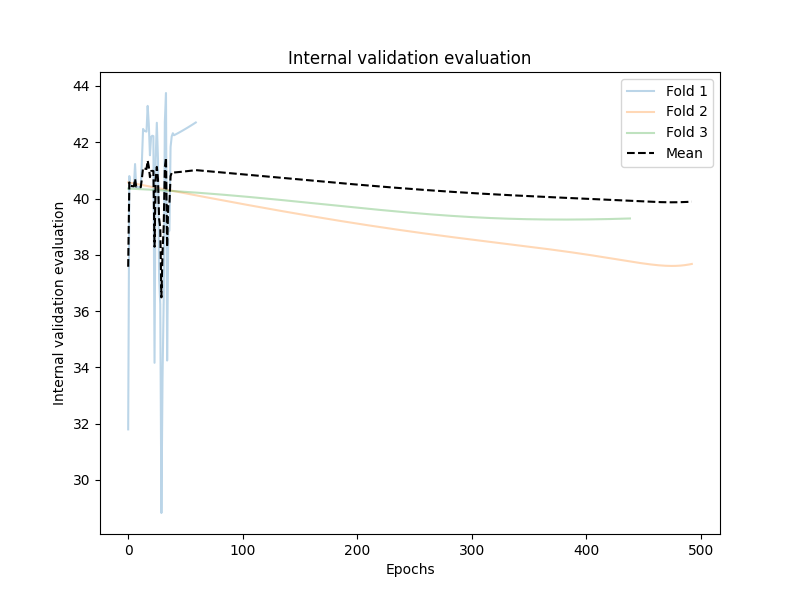 Internal validation evaluation
Fold 1
Fold 2
Fold 3
Mean
Internal validation evaluation
44
42
40
38
36
34
32
30
0
100
200
300
400
500
Epochs